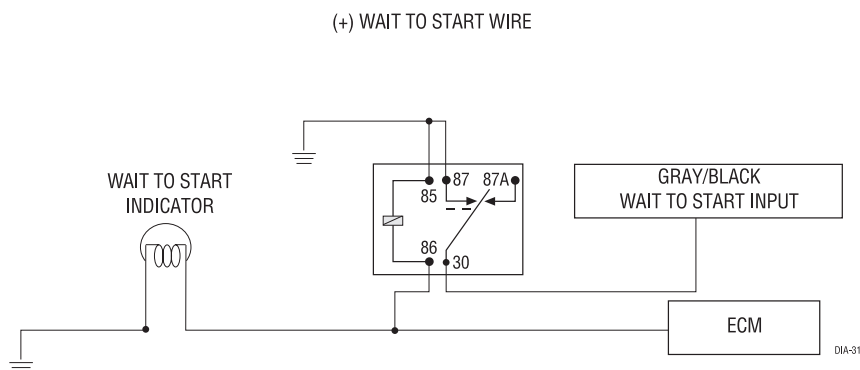 (+) WAIT TO START WIRE
WAIT TO START
INDICATOR
85
87
87A
86
30
GRAY/BLACK
WAIT TO START INPUT
ECM
DIA-31